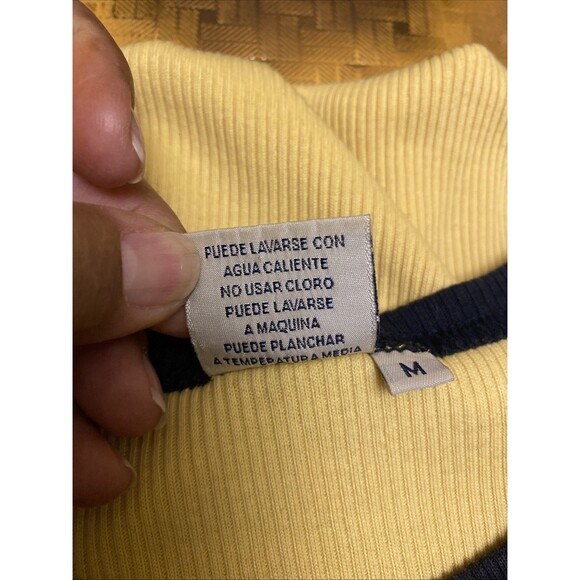 PUEDE LAVARSE CON
AGUA CALIENTE
NO USAR CLORO
PUEDE LAVARSE
A MAQUINA
PUEDE PLANCHAR
A TEMPERATURA MEDIA
M